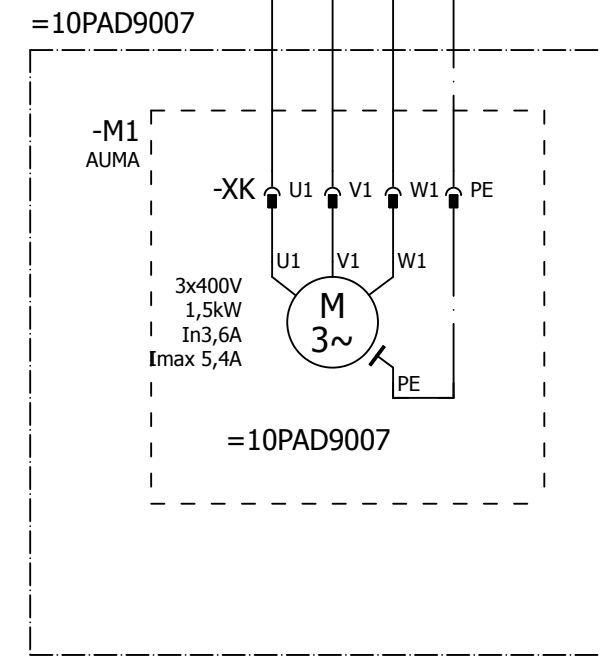 =10PAD9007
-M1
AUMA
-XK U1 V1 W1 PE
U1 V1 W1
3x400V
1,5kW
In3,6A
Imax 5,4A
M
3~
PE
=10PAD9007